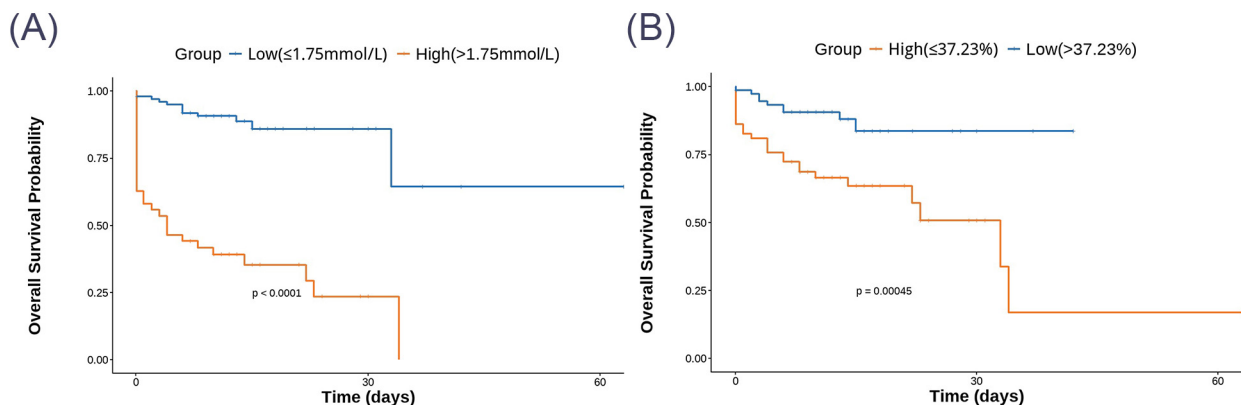 (A)
Group Low(≤1.75mmol/L) High(>1.75mmol/L)
Overall Survival Probability
1.00
0.75
0.50
0.25
0.00
p < 0.0001
0 30 60
Time (days)
(B)
Group High(≤37.23%) Low(>37.23%)
Overall Survival Probability
1.00
0.75
0.50
0.25
0.00
p = 0.00045
0 30 60
Time (days)